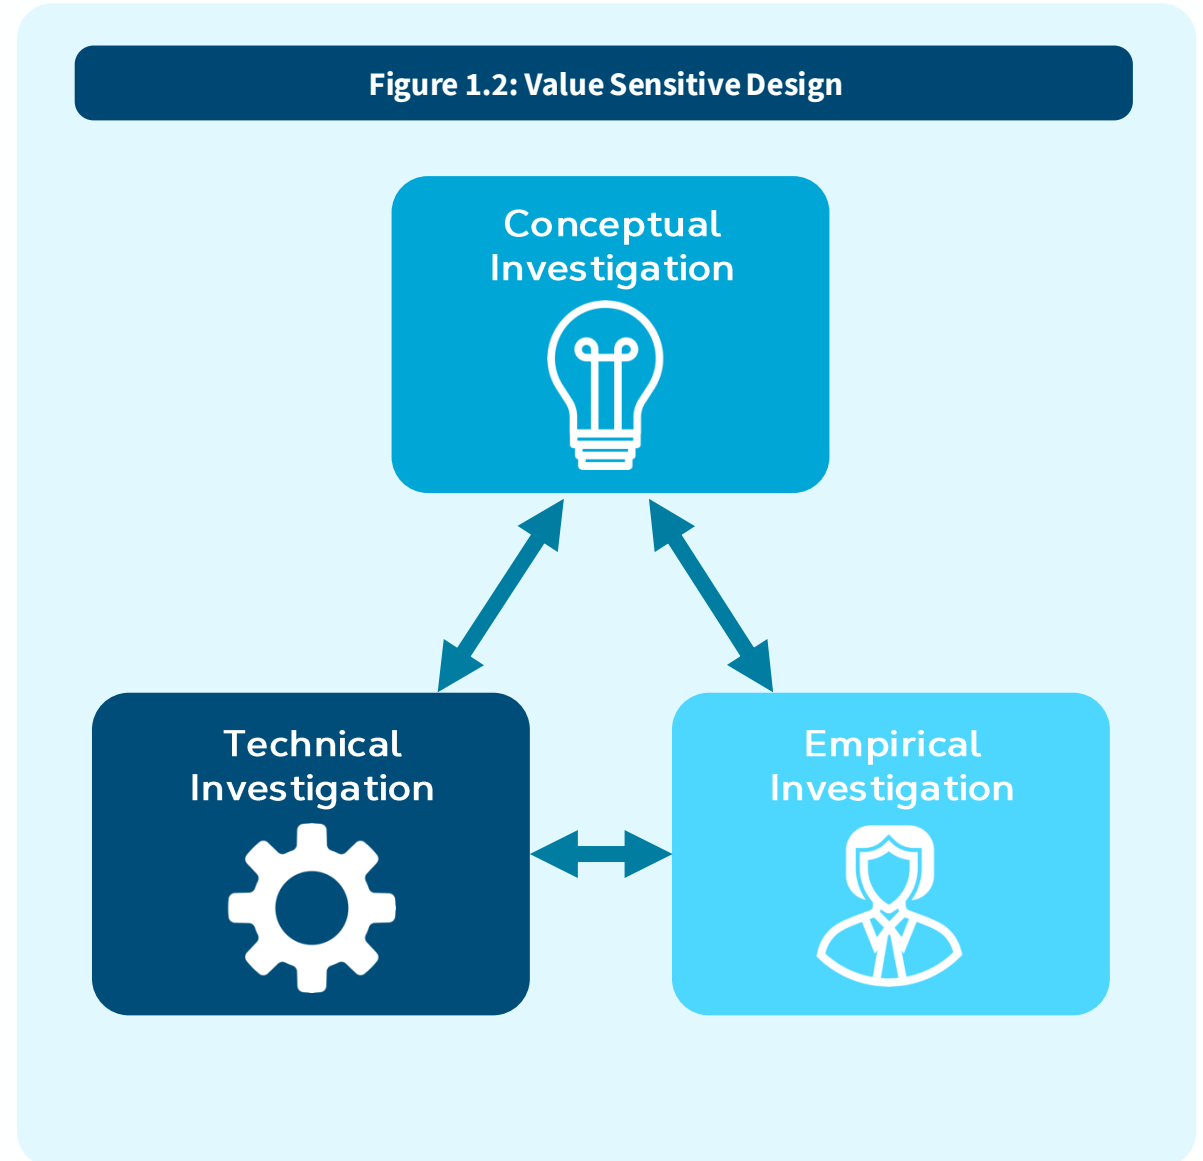 Figure 1.2: Value Sensitive Design
Conceptual
Investigation
Technical
Investigation
Empirical
Investigation